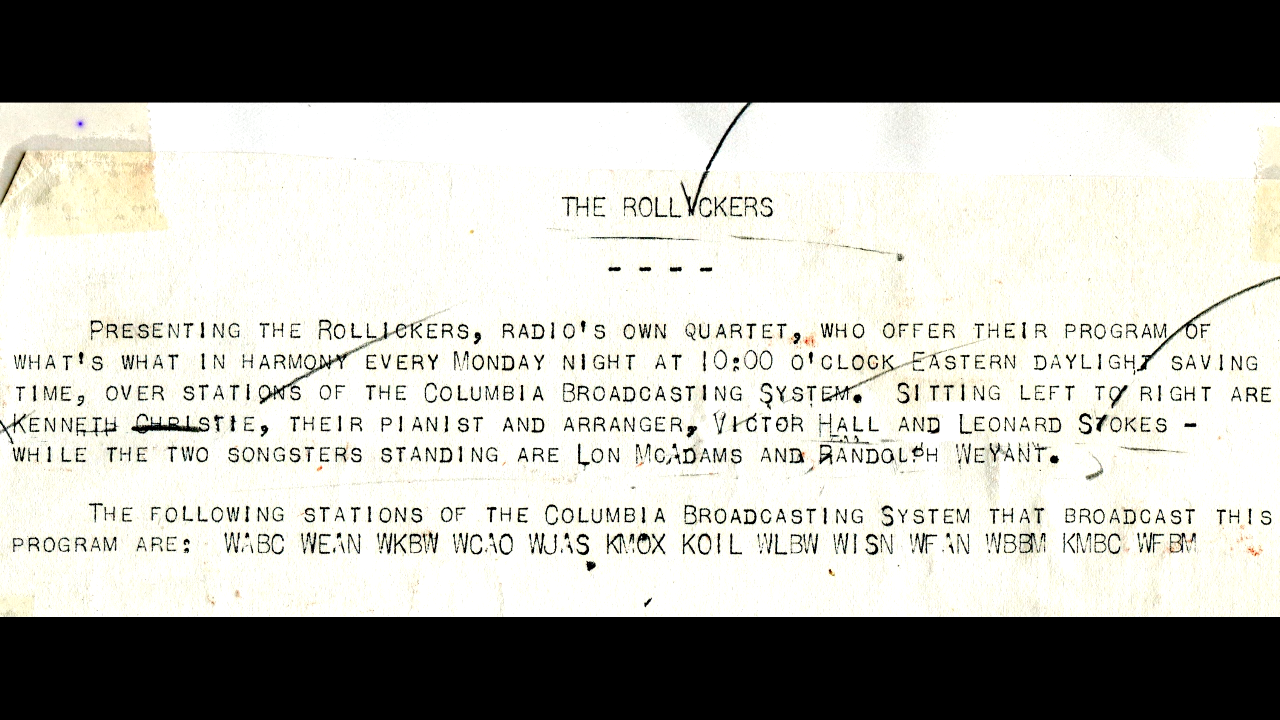 THE ROLLICKERS
- - - -
PRESENTING THE ROLLICKERS, RADIO'S OWN QUARTET, WHO OFFER THEIR PROGRAM OF
WHAT'S WHAT IN HARMONY EVERY MONDAY NIGHT AT 10:00 O'CLOCK EASTERN DAYLIGHT SAVING
TIME, OVER STATIONS OF THE COLUMBIA BROADCASTING SYSTEM. SITTING LEFT TO RIGHT ARE
KENNETH CHRISTIE, THEIR PIANIST AND ARRANGER, VICTOR HALL AND LEONARD STOKES -
WHILE THE TWO SONGSTERS STANDING ARE LON MCADAMS AND RANDOLPH WEYANT.
THE FOLLOWING STATIONS OF THE COLUMBIA BROADCASTING SYSTEM THAT BROADCAST THIS
PROGRAM ARE: WABC WEAN WKBW WCAO WJAS KMOX KOIL WLBW WISN WFAN WBBM KMBC WFBM